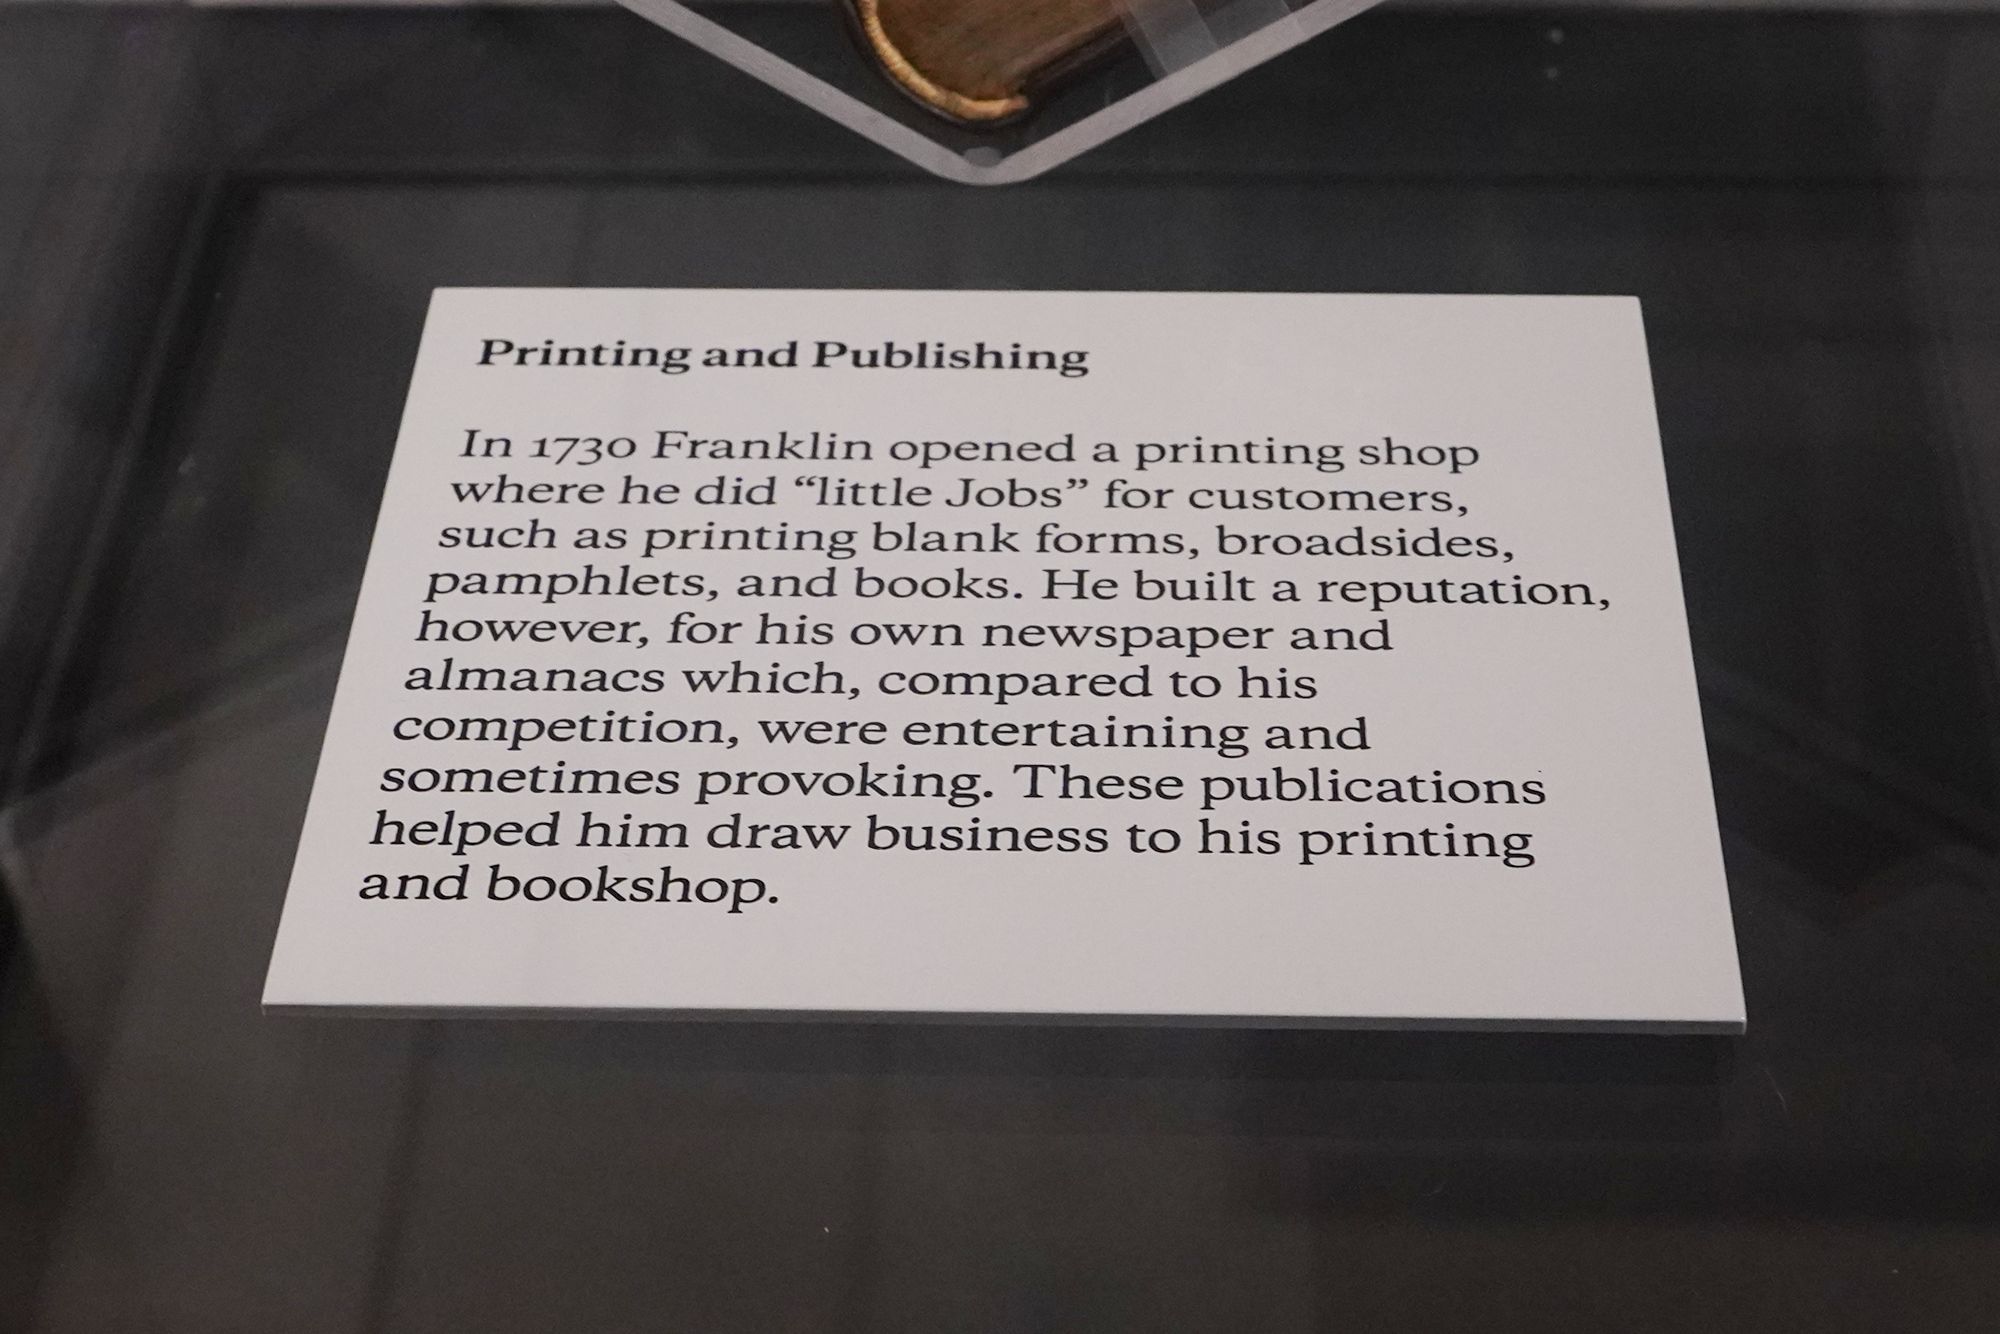 Printing and Publishing
In 1730 Franklin opened a printing shop
where he did “little Jobs” for customers,
such as printing blank forms, broadsides,
pamphlets, and books. He built a reputation,
however, for his own newspaper and
almanacs which, compared to his
competition, were entertaining and
sometimes provoking. These publications
helped him draw business to his printing
and bookshop.